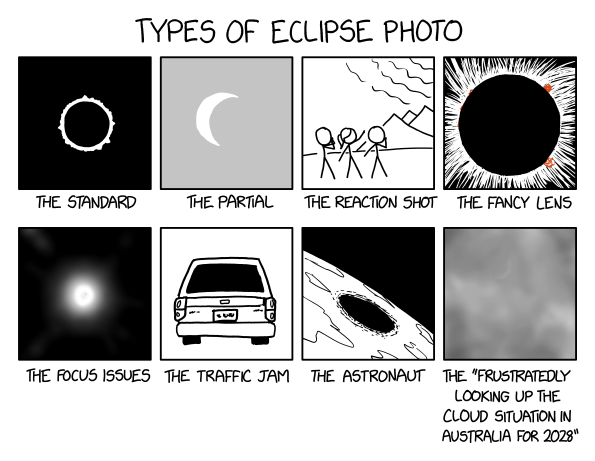 TYPES OF ECLIPSE PHOTO
THE STANDARD
THE PARTIAL
THE REACTION SHOT
THE FANCY LENS
THE FOCUS ISSUES
THE TRAFFIC JAM
THE ASTRONAUT
THE "FRUSTRATEDLY
LOOKING UP THE
CLOUD SITUATION IN
AUSTRALIA FOR 2028"